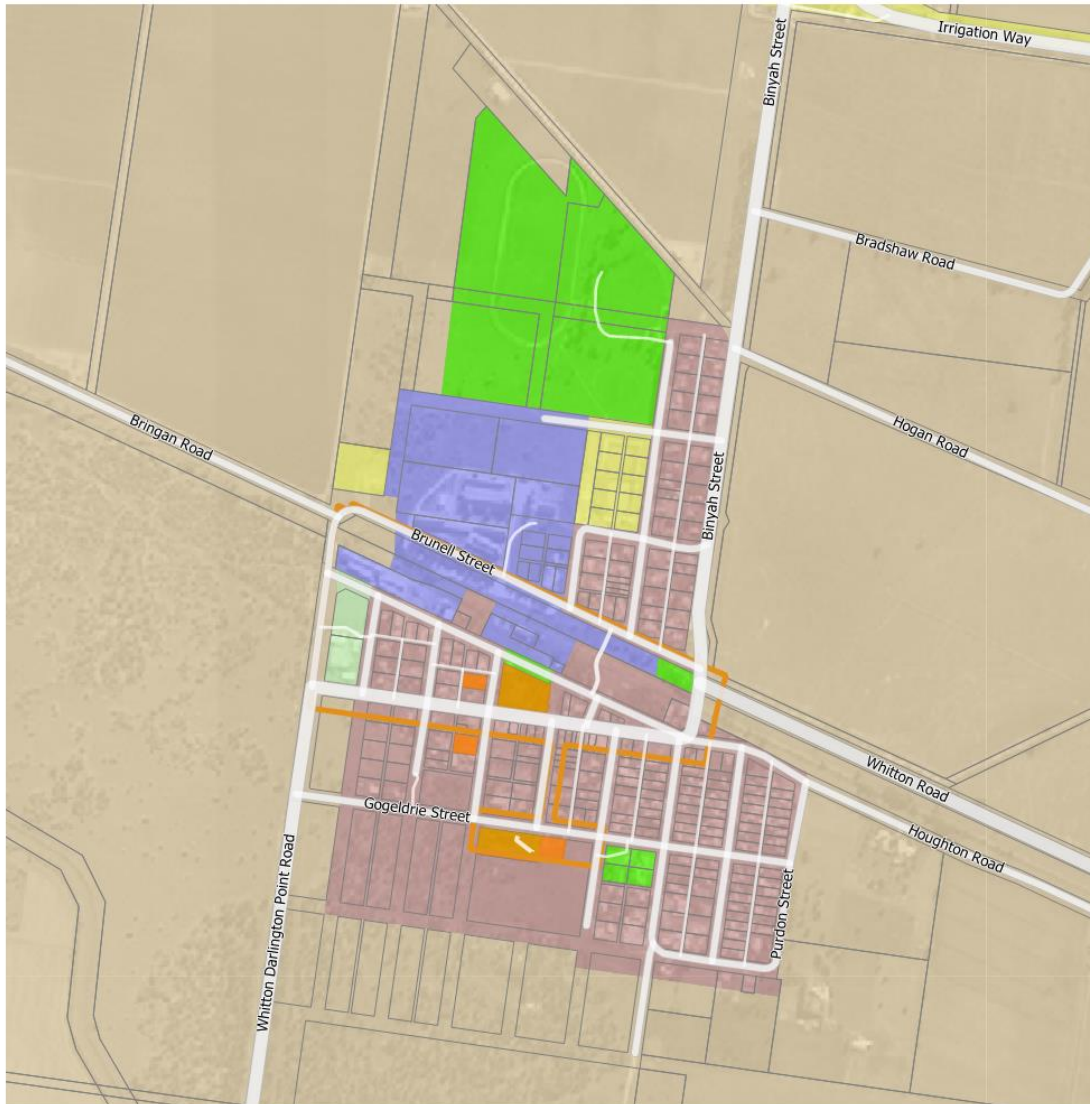 Irrigation Way
Binyah Street
Bradshaw Road
Hogan Road
Bringan Road
Binyah Street
Brunell Street
Whitton Road
Gogeldrie Street
Houghton Road
Purdon Street
Whitton Darlington Point Road